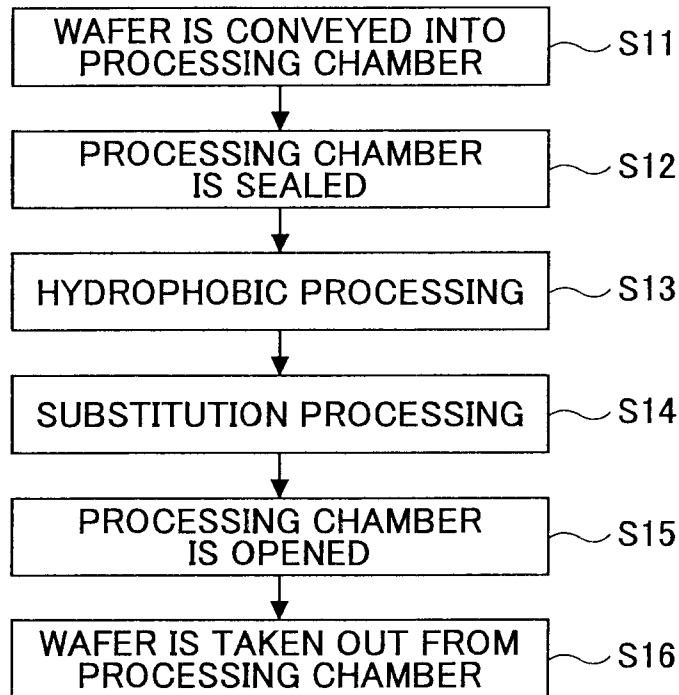 WAFER IS CONVEYED INTO
PROCESSING CHAMBER
S11
PROCESSING CHAMBER
IS SEALED
S12
HYDROPHOBIC PROCESSING
S13
SUBSTITUTION PROCESSING
S14
PROCESSING CHAMBER
IS OPENED
S15
WAFER IS TAKEN OUT FROM
PROCESSING CHAMBER
S16